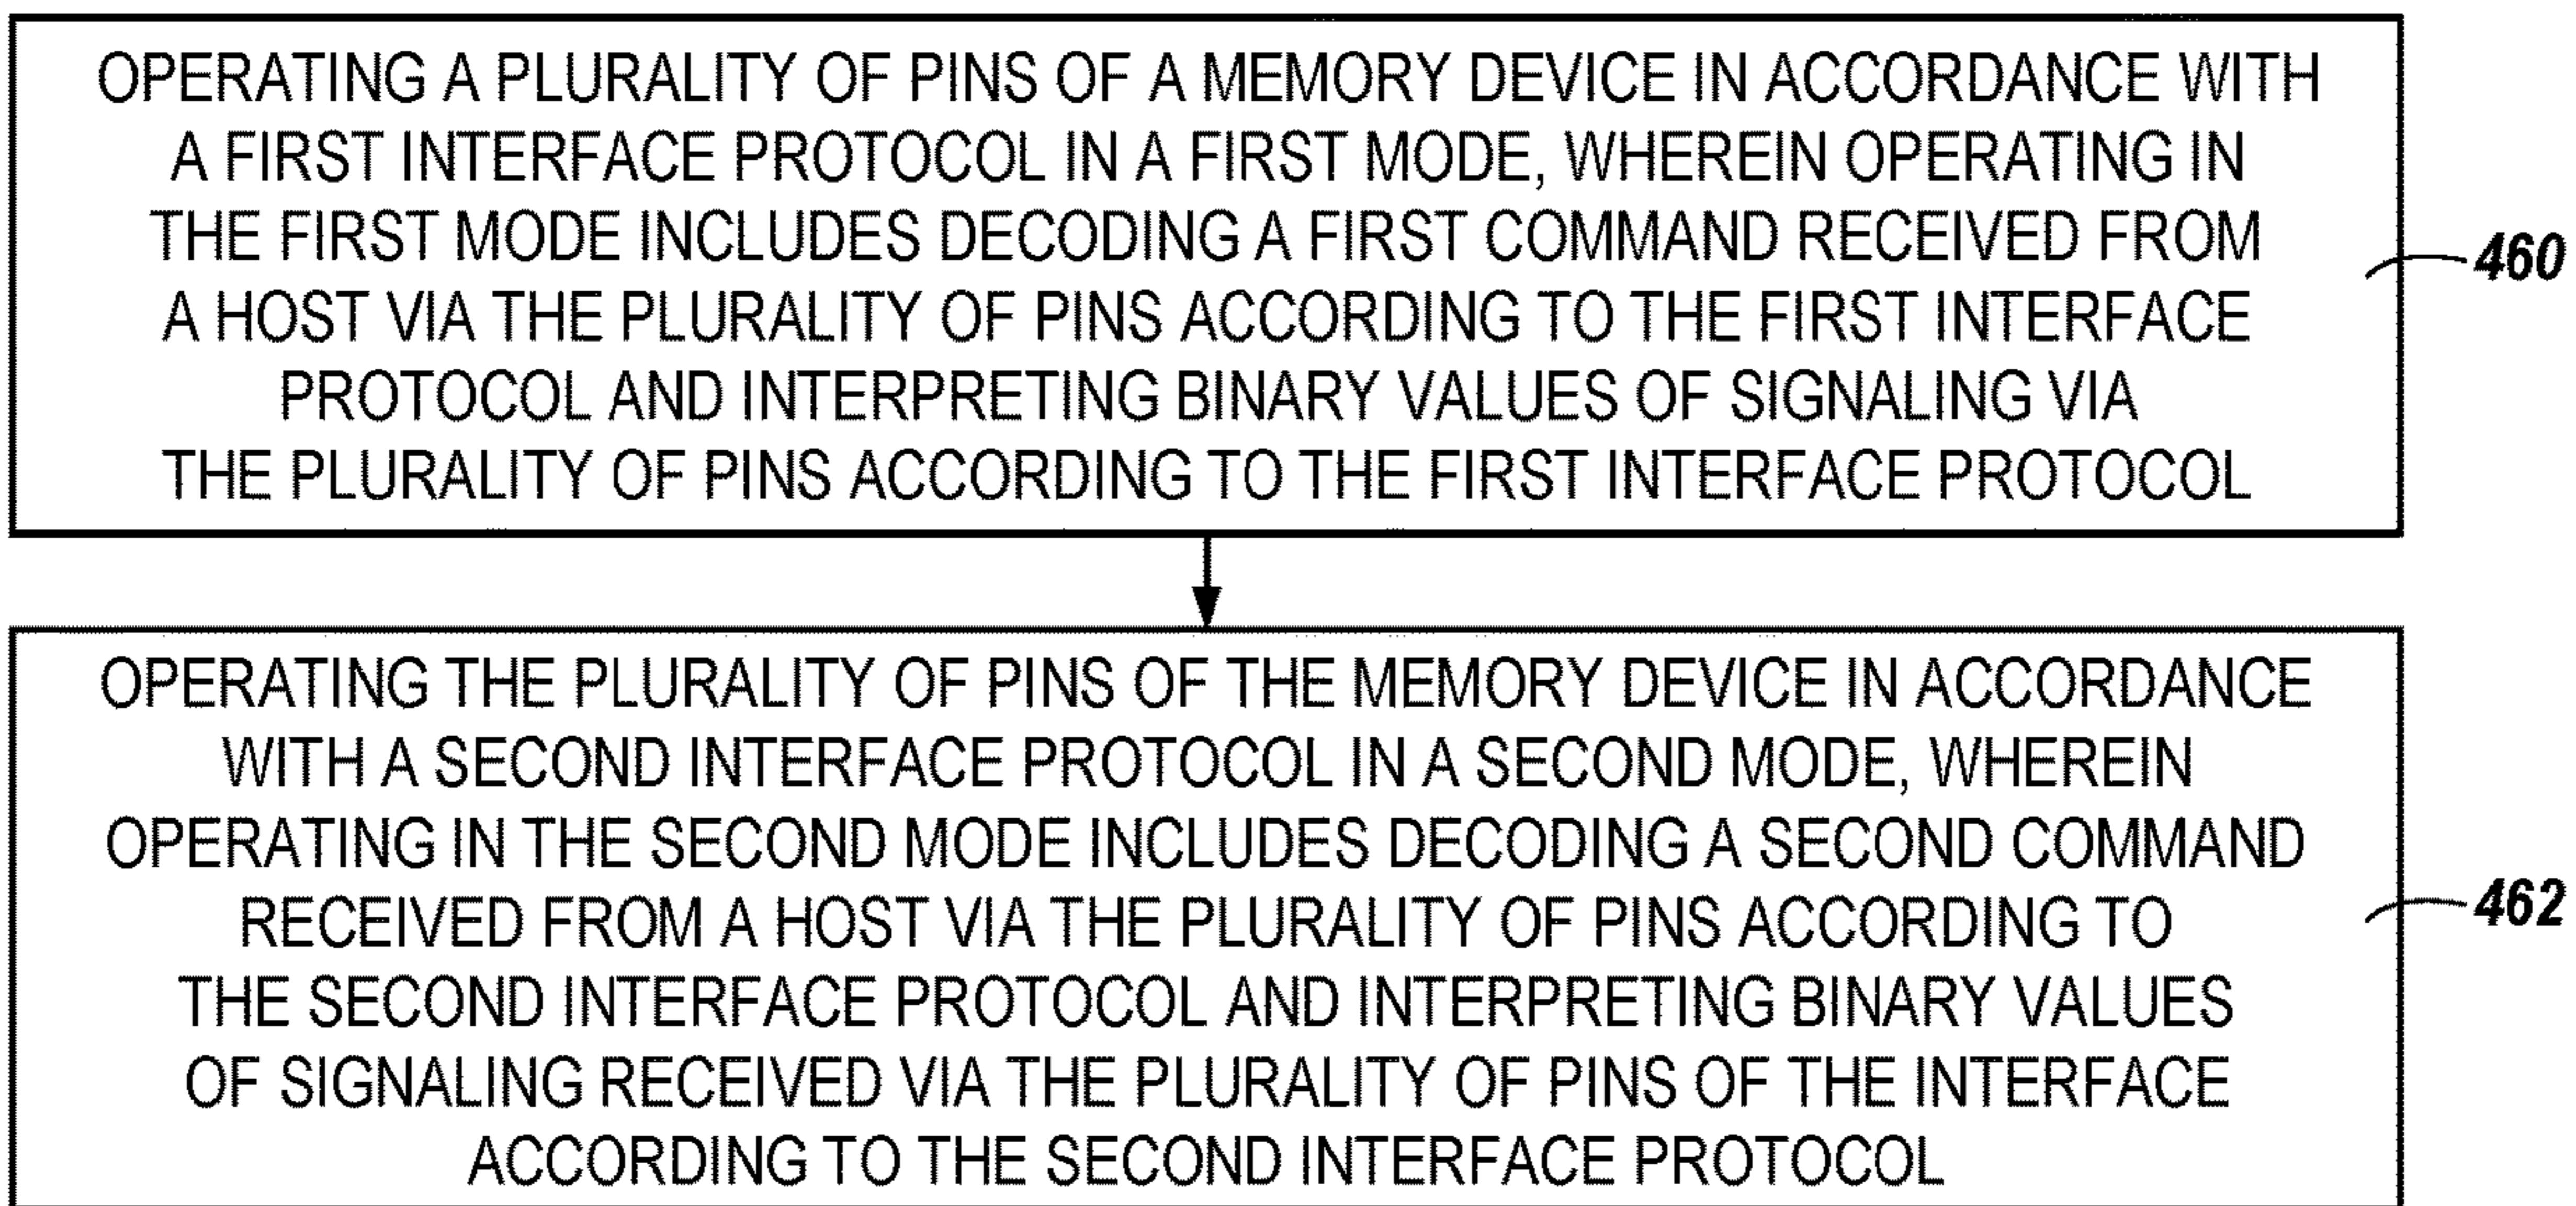 OPERATING A PLURALITY OF PINS OF A MEMORY DEVICE IN ACCORDANCE WITH
A FIRST INTERFACE PROTOCOL IN A FIRST MODE, WHEREIN OPERATING IN
THE FIRST MODE INCLUDES DECODING A FIRST COMMAND RECEIVED FROM
A HOST VIA THE PLURALITY OF PINS ACCORDING TO THE FIRST INTERFACE
PROTOCOL AND INTERPRETING BINARY VALUES OF SIGNALING VIA
THE PLURALITY OF PINS ACCORDING TO THE FIRST INTERFACE PROTOCOL
460
OPERATING THE PLURALITY OF PINS OF THE MEMORY DEVICE IN ACCORDANCE
WITH A SECOND INTERFACE PROTOCOL IN A SECOND MODE, WHEREIN
OPERATING IN THE SECOND MODE INCLUDES DECODING A SECOND COMMAND
RECEIVED FROM A HOST VIA THE PLURALITY OF PINS ACCORDING TO
THE SECOND INTERFACE PROTOCOL AND INTERPRETING BINARY VALUES
OF SIGNALING RECEIVED VIA THE PLURALITY OF PINS OF THE INTERFACE
ACCORDING TO THE SECOND INTERFACE PROTOCOL
462